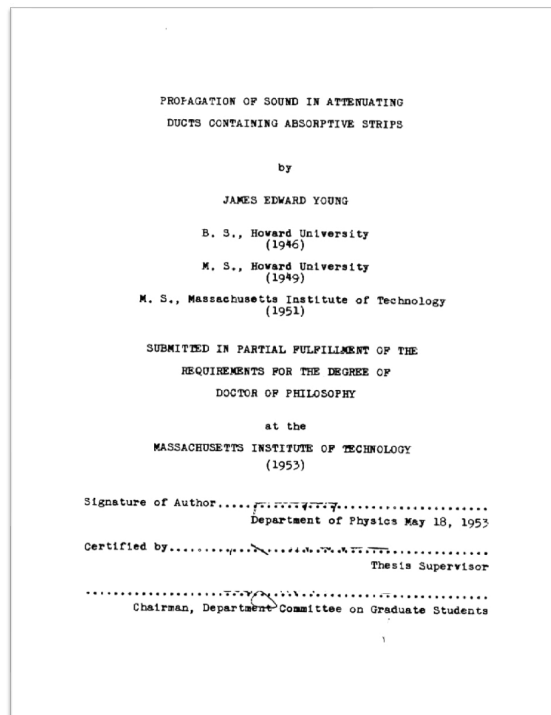 PROPAGATION OF SOUND IN ATTENUATING
DUCTS CONTAINING ABSORPTIVE STRIPS
by
JAMES EDWARD YOUNG
B. S., Howard University
(1946)
M. S., Howard University
(1949)
M. S., Massachusetts Institute of Technology
(1951)
SUBMITTED IN PARTIAL FULFILLMENT OF THE
REQUIREMENTS FOR THE DEGREE OF
DOCTOR OF PHILOSOPHY
at the
MASSACHUSETTS INSTITUTE OF TECHNOLOGY
(1953)
Signature of Author
Department of Physics May 18, 1953
Certified by
Thesis Supervisor
Chairman, Department Committee on Graduate Students